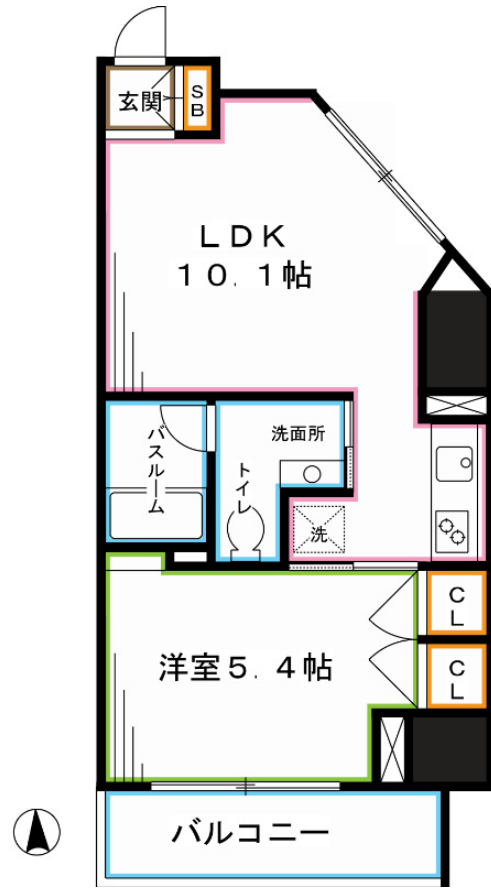 玄関
SB
LDK
10.1帖
バスルーム
洗面所
トイレ
洗
CL
CL
洋室5.4帖
バルコニー